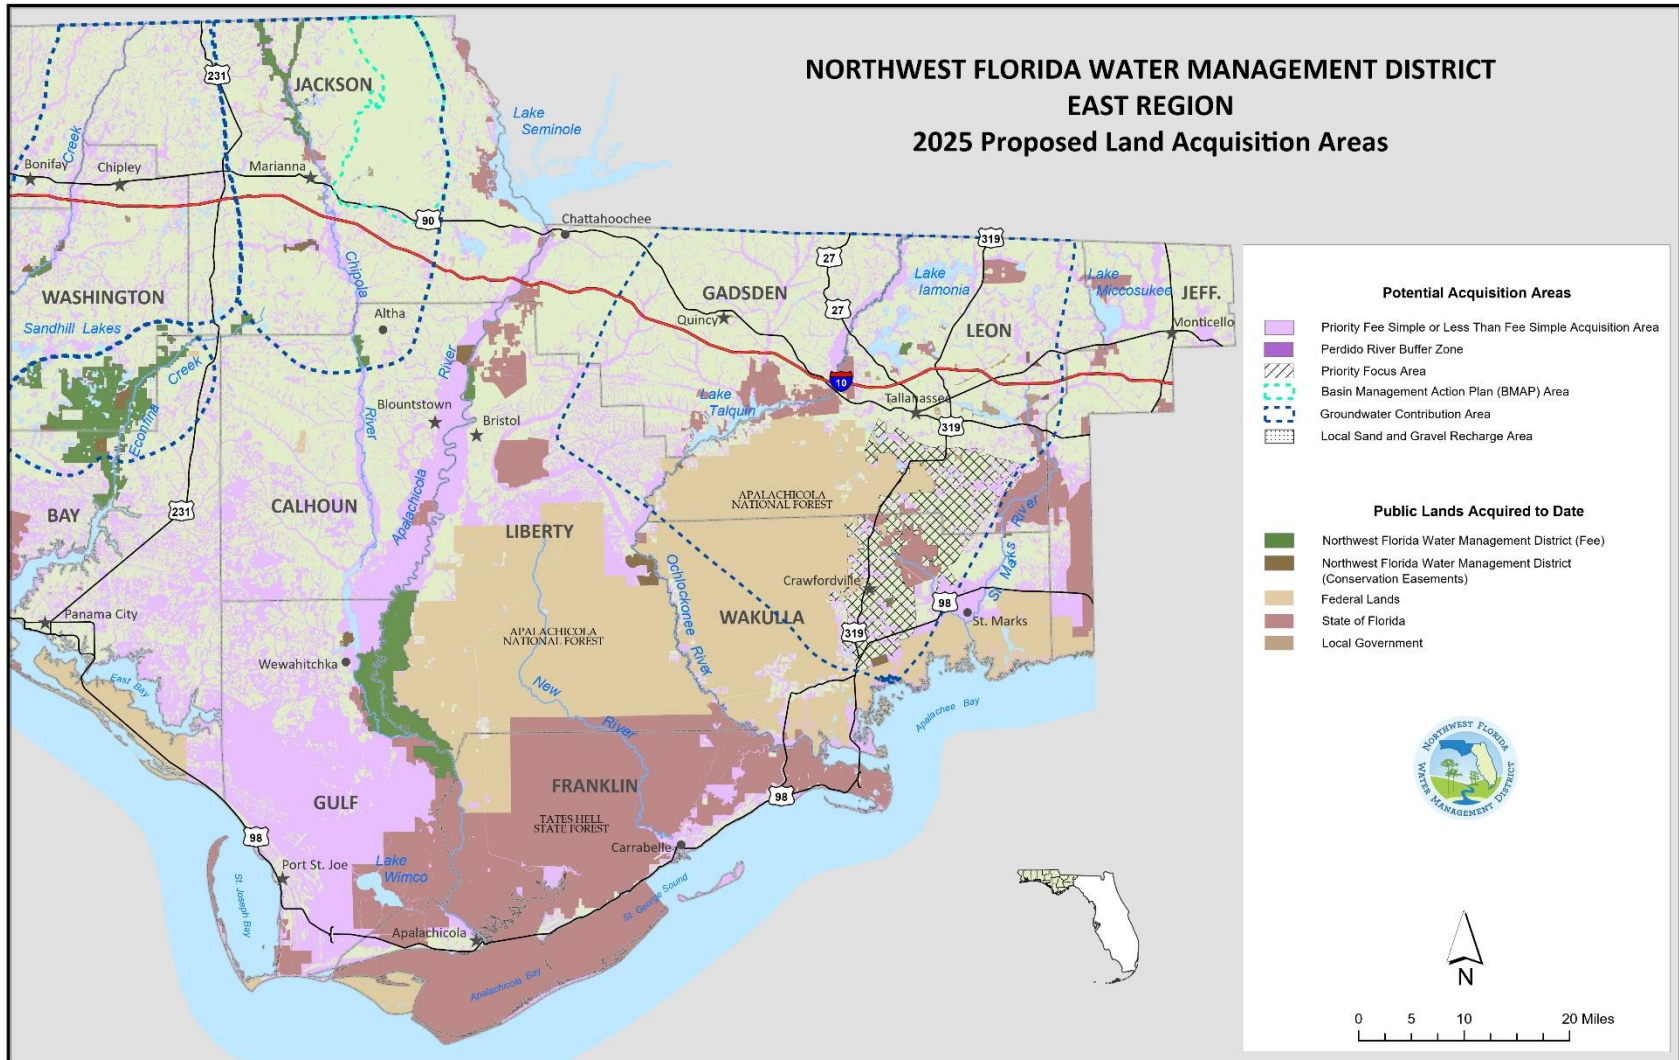 NORTHWEST FLORIDA WATER MANAGEMENT DISTRICT
EAST REGION
2025 Proposed Land Acquisition Areas
231
JACKSON
Lake
Seminole
Creek
Bonifay
Chipley
Marianna
90
Chattahoochee
319
27
Chipola
WASHINGTON
Lake
Iamonia
Lake
Miccosukee
JEFF.
GADSDEN
27
Sandhill Lakes
Altha
Quincy
LEON
Monticello
Creek
River
10
Econfina
Lake
Talquin
Tallahassee
River
Blountstown
Bristol
319
231
CALHOUN
Apalachicola
APALACHICOLA
NATIONAL FOREST
BAY
LIBERTY
St. Marks River
Ochlockonee River
Crawfordville
98
Panama City
WAKULLA
St. Marks
APALACHICOLA
NATIONAL FOREST
319
Wewahitchka
East Bay
New
River
Apalachee Bay
GULF
FRANKLIN
98
TATES HELL
STATE FOREST
98
Carrabelle
Port St. Joe
Lake
Wimco
St. Joseph Bay
St. George Sound
Apalachicola
Apalachicola Bay
Potential Acquisition Areas
Priority Fee Simple or Less Than Fee Simple Acquisition Area
Perdido River Buffer Zone
Priority Focus Area
Basin Management Action Plan (BMAP) Area
Groundwater Contribution Area
Local Sand and Gravel Recharge Area
Public Lands Acquired to Date
Northwest Florida Water Management District (Fee)
Northwest Florida Water Management District
(Conservation Easements)
Federal Lands
State of Florida
Local Government
NORTHWEST FLORIDA
WATER MANAGEMENT DISTRICT
N
0 5 10 20 Miles